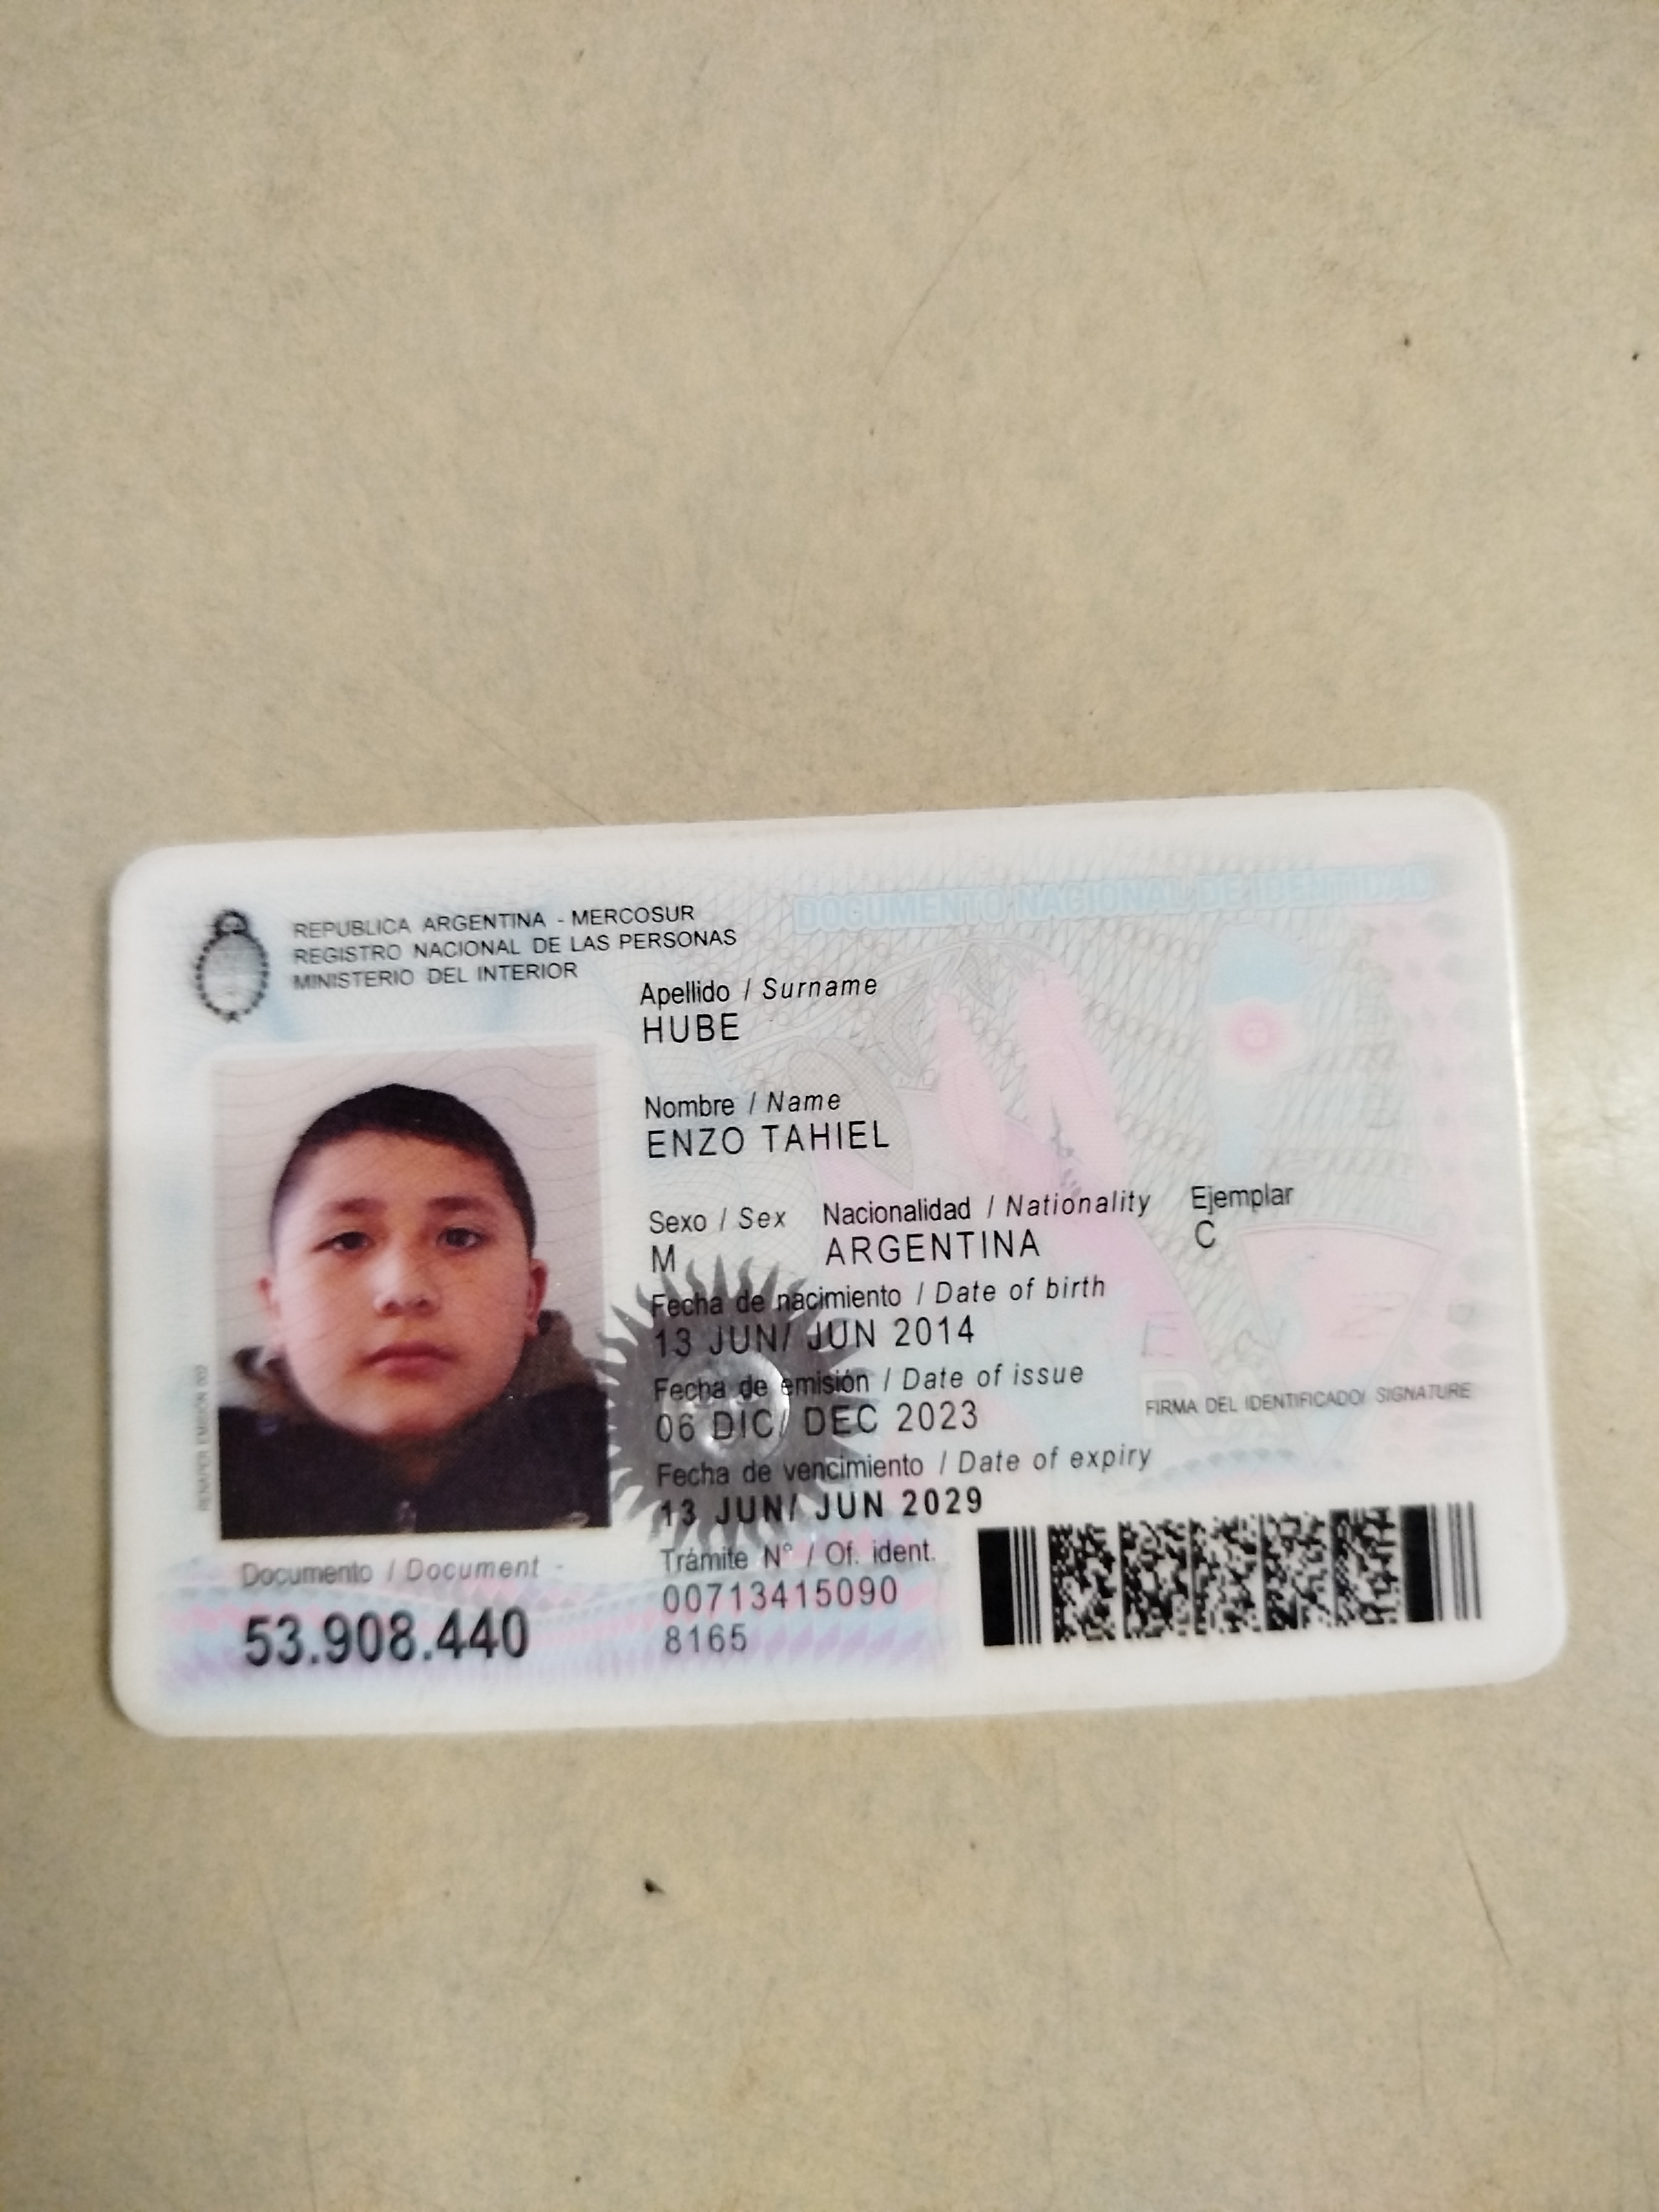 REPUBLICA ARGENTINA - MERCOSUR
REGISTRO NACIONAL DE LAS PERSONAS
MINISTERIO DEL INTERIOR
DOCUMENTO NACIONAL DE IDENTIDAD
Apellido / Surname
HUBE
Nombre / Name
ENZO TAHIEL
Sexo / Sex Nacionalidad / Nationality Ejemplar
M ARGENTINA C
Fecha de nacimiento / Date of birth
13 JUN/ JUN 2014
Fecha de emisión / Date of issue
06 DIC/ DEC 2023
FIRMA DEL IDENTIFICADO/ SIGNATURE
Fecha de vencimiento / Date of expiry
13 JUN/ JUN 2029
Trámite N° / Of. ident.
00713415090
8165
Documento / Document
53.908.440